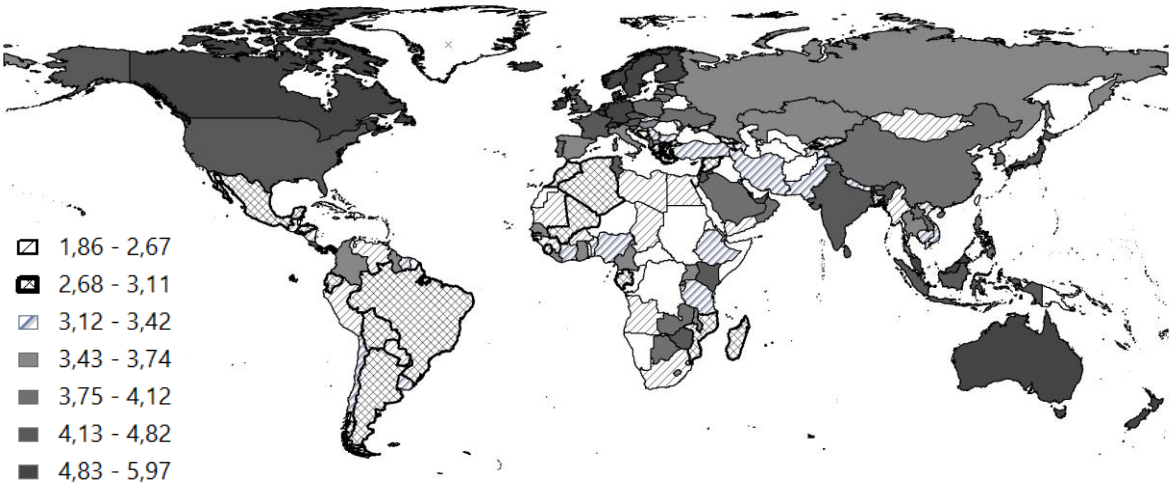 1,86 - 2,67
2,68 - 3,11
3,12 - 3,42
3,43 - 3,74
3,75 - 4,12
4,13 - 4,82
4,83 - 5,97